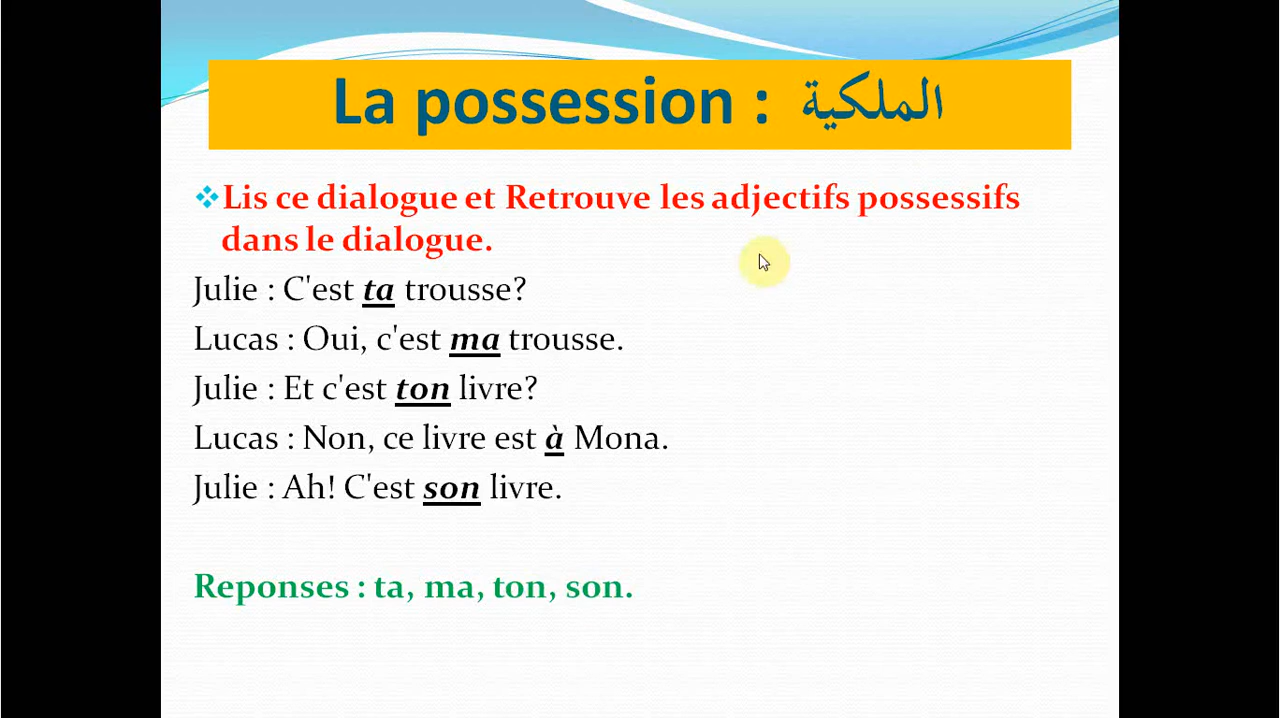 La possession : الملكية
❖Lis ce dialogue et Retrouve les adjectifs possessifs
dans le dialogue.
Julie : C'est ta trousse?
Lucas : Oui, c'est ma trousse.
Julie : Et c'est ton livre?
Lucas : Non, ce livre est à Mona.
Julie : Ah! C'est son livre.
Reponses : ta, ma, ton, son.